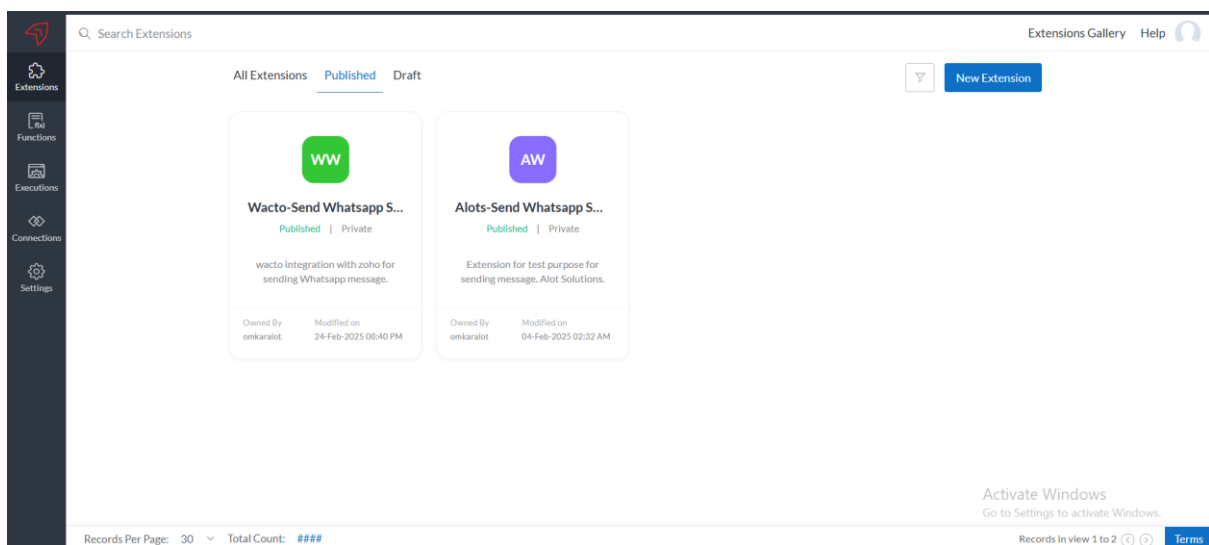 Search Extensions
Extensions Gallery Help
Extensions
Functions
Executions
Connections
Settings
All Extensions Published Draft
New Extension
WW
Wacto-Send Whatsapp S...
Published | Private
wacto integration with zoho for
sending Whatsapp message.
Owned By Modified on
omkaralot 24-Feb-2025 08:40 PM
AW
Alots-Send Whatsapp S...
Published | Private
Extension for test purpose for
sending message. Alot Solutions.
Owned By Modified on
omkaralot 04-Feb-2025 02:32 AM
Activate Windows
Go to Settings to activate Windows.
Records Per Page: 30 Total Count: ####
Records in view 1 to 2
Terms